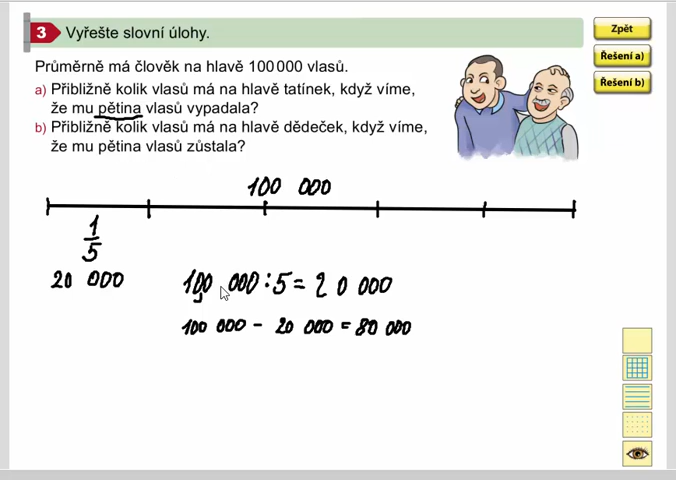 3 Vyřešte slovní úlohy.
Zpět
Řešení a)
Řešení b)
Průměrně má člověk na hlavě 100 000 vlasů.
a) Přibližně kolik vlasů má na hlavě tatínek, když víme,
že mu pětina vlasů vypadala?
b) Přibližně kolik vlasů má na hlavě dědeček, když víme,
že mu pětina vlasů zůstala?
100 000
1
5
20 000
100 000 : 5 = 20 000
100 000 - 20 000 = 80 000